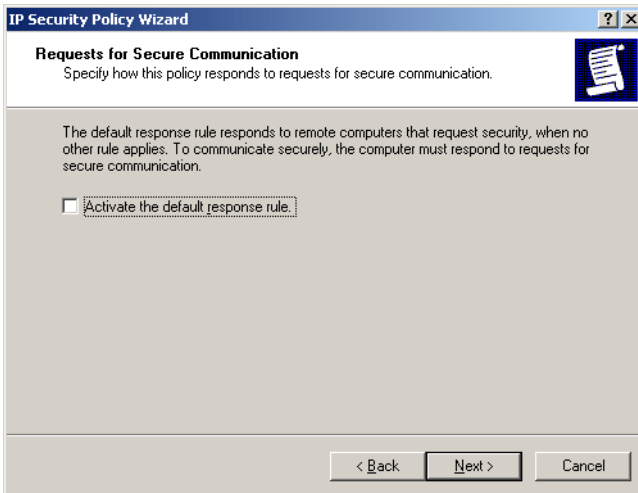 IP Security Policy Wizard
Requests for Secure Communication
Specify how this policy responds to requests for secure communication.
The default response rule responds to remote computers that request security, when no
other rule applies. To communicate securely, the computer must respond to requests for
secure communication.
Activate the default response rule.
< Back Next > Cancel